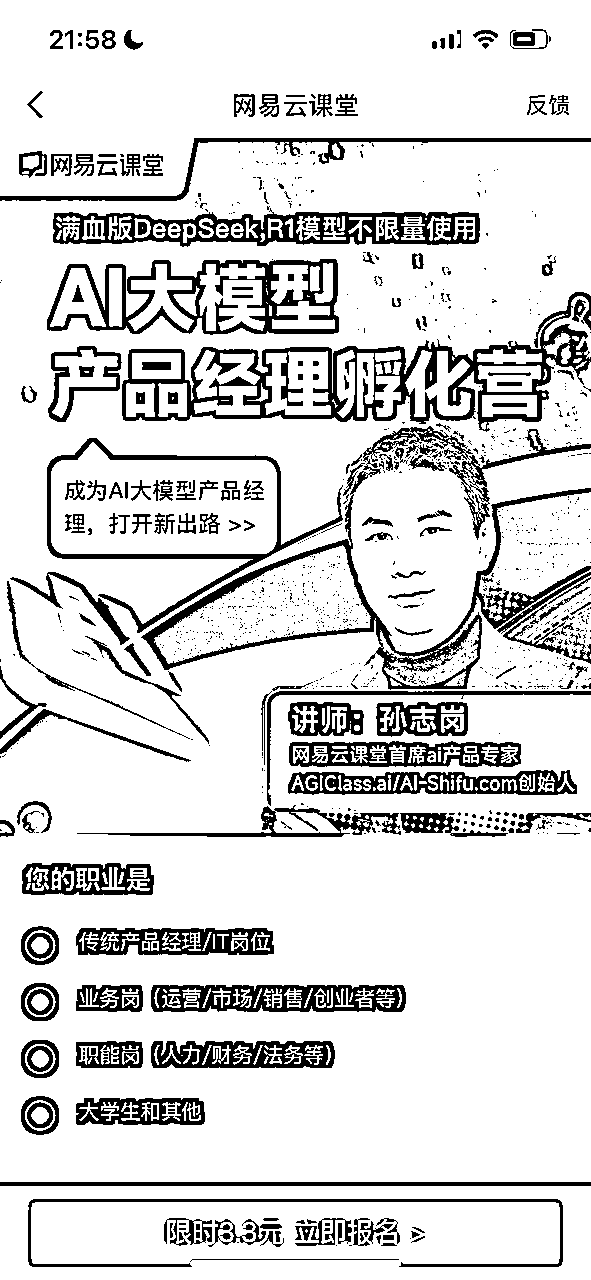 21:58
网易云课堂
反馈
网易云课堂
满血版DeepSeek,R1模型不限量使用
AI大模型
产品经理孵化营
成为AI大模型产品经
理，打开新出路 >>
讲师：孙志岗
网易云课堂首席ai产品专家
AGIClass.ai/AI-Shifu.com创始人
您的职业是
传统产品经理/IT岗位
业务岗（运营/市场/销售/创业者等）
职能岗（人力/财务/法务等）
大学生和其他
限时8.8元 立即报名 >